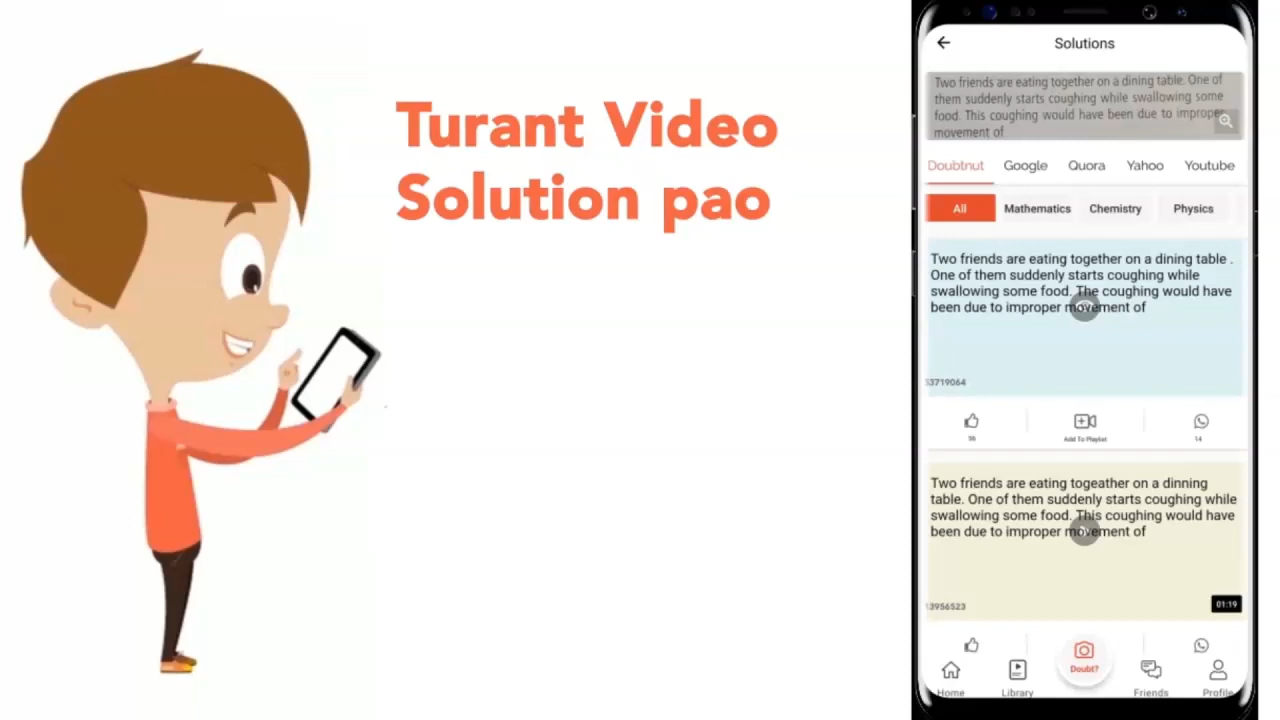 Turant Video
Solution pao
Solutions
Two friends are eating together on a dining table. One of
them suddenly starts coughing while swallowing some
food. This coughing would have been due to improper
movement of
Doubtnut Google Quora Yahoo Youtube
All Mathematics Chemistry Physics
Two friends are eating together on a dining table .
One of them suddenly starts coughing while
swallowing some food. The coughing would have
been due to improper movement of
53719064
36 Add To Playlist 14
Two friends are eating togeather on a dinning
table. One of them suddenly starts coughing while
swallowing some food. This coughing would have
been due to improper movement of
13956523
01:19
Doubt?
Home Library Friends Profile